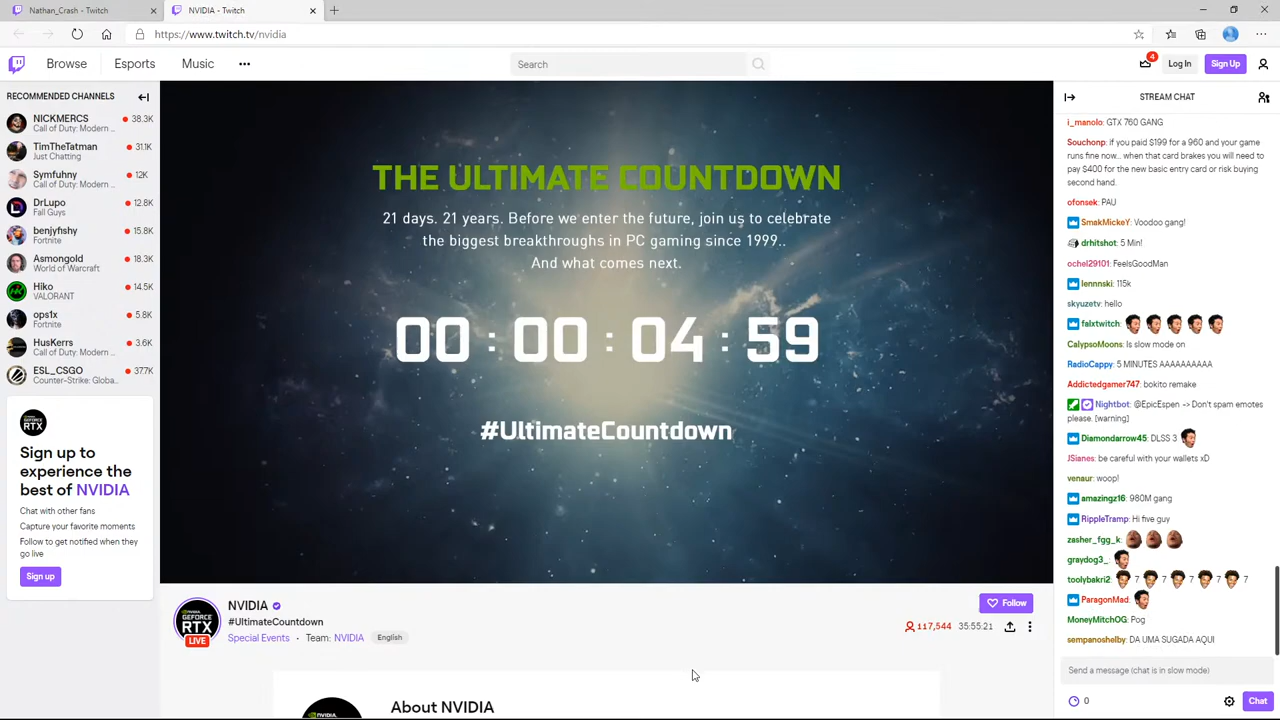 Nathan_Crash - Twitch
NVIDIA - Twitch
https://www.twitch.tv/nvidia
Browse
Esports
Music
Search
4
Log In
Sign Up
RECOMMENDED CHANNELS
NICKMERCS
38.3K
Call of Duty: Modern ...
TimTheTatman
31.1K
Just Chatting
Symfuhny
12K
Call of Duty: Modern ...
DrLupo
12.8K
Fall Guys
benjyfishy
15.8K
Fortnite
Asmongold
18.3K
World of Warcraft
Hiko
14.5K
VALORANT
ops1x
5.8K
Fortnite
HusKerrs
3.6K
Call of Duty: Modern ...
ESL_CSGO
37.7K
Counter-Strike: Globa...
GEFORCE
RTX
Sign up to
experience the
best of NVIDIA
Chat with other fans
Capture your favorite moments
Follow to get notified when they
go live
Sign up
THE ULTIMATE COUNTDOWN
21 days. 21 years. Before we enter the future, join us to celebrate
the biggest breakthroughs in PC gaming since 1999..
And what comes next.
00 : 00 : 04 : 59
#UltimateCountdown
GEFORCE
RTX
LIVE
NVIDIA
#UltimateCountdown
Special Events · Team: NVIDIA English
Follow
117,544 35:55:21
About NVIDIA
STREAM CHAT
i_manolo: GTX 760 GANG
Souchonp: if you paid $199 for a 960 and your game
runs fine now... when that card brakes you will need to
pay $400 for the new basic entry card or risk buying
second hand.
ofonsek: PAU
SmakMickeY: Voodoo gang!
drhitshot: 5 Min!
ochel29101: FeelsGoodMan
lennnski: 115k
skyuzetv: hello
falxtwitch:
CalypsoMoons: Is slow mode on
RadioCappy: 5 MINUTES AAAAAAAAAA
Addictedgamer747: bokito remake
Nightbot: @EpicEspen -> Don't spam emotes
please. [warning]
Diamondarrow45: DLSS 3
JSianes: be careful with your wallets xD
venaur: woop!
amazingz16: 980M gang
RippleTramp: Hi five guy
zasher_fgg_k:
graydog3_:
toolybakri2: 7 7 7 7 7
ParagonMad:
MoneyMitchOG: Pog
sempanoshelby: DA UMA SUGADA AQUI
Send a message (chat is in slow mode)
0
Chat